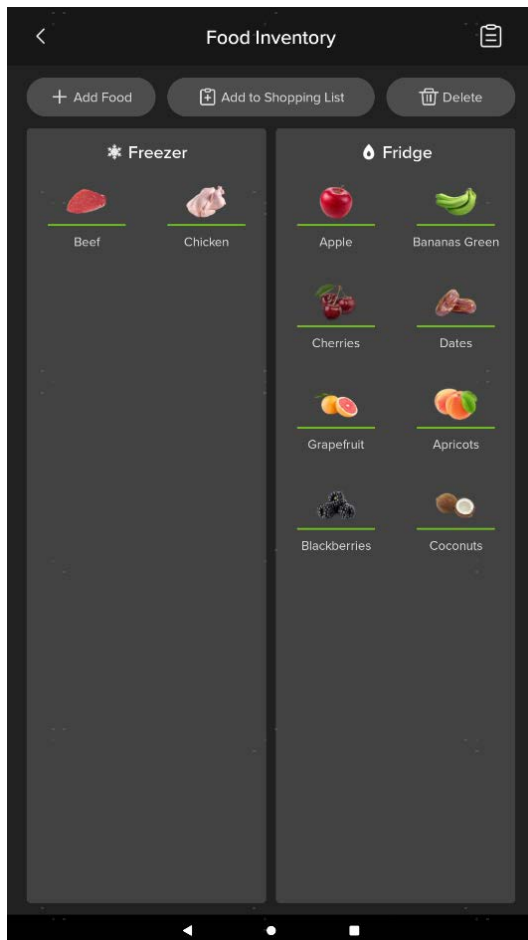 Food Inventory
Add Food
Add to Shopping List
Delete
Freezer
Beef
Chicken
Fridge
Apple
Bananas Green
Cherries
Dates
Grapefruit
Apricots
Blackberries
Coconuts